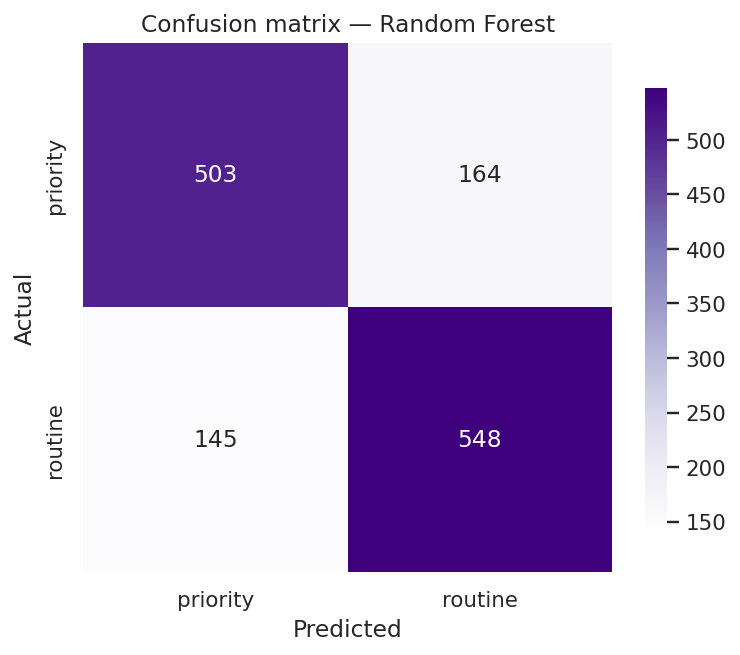 Confusion matrix — Random Forest
priority
503
164
routine
145
548
Actual
priority
routine
Predicted
500
450
400
350
300
250
200
150